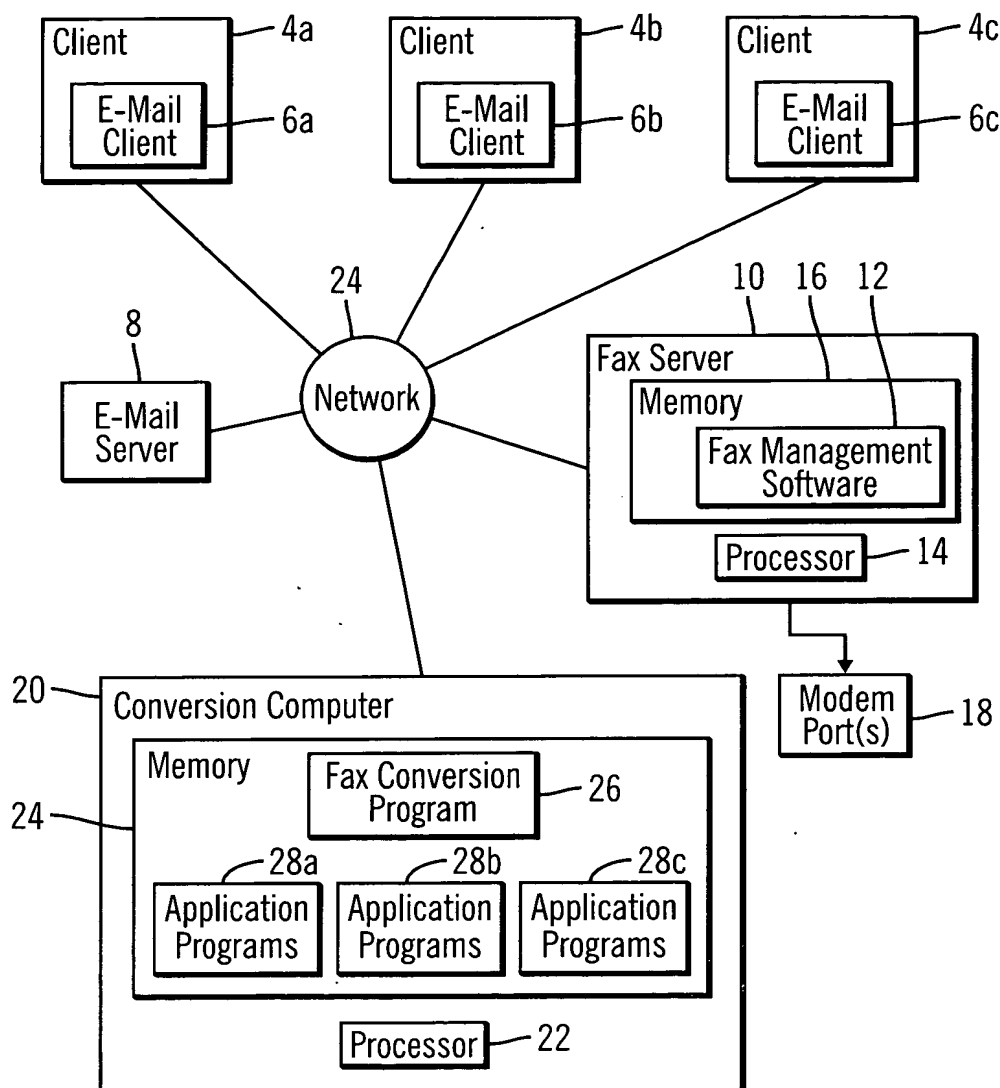 Client
4a
E-Mail
Client
6a
Client
4b
E-Mail
Client
6b
Client
4c
E-Mail
Client
6c
24
Network
8
E-Mail
Server
10
16
12
Fax Server
Memory
Fax Management
Software
Processor
14
Modem
Port(s)
18
20
Conversion Computer
24
Memory
Fax Conversion
Program
26
28a
Application
Programs
28b
Application
Programs
28c
Application
Programs
Processor
22